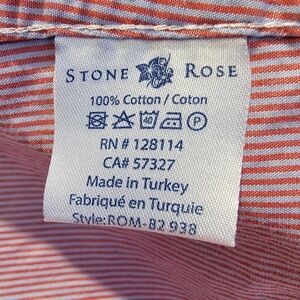 STONE ROSE
100% Cotton / Coton
40 P
RN # 128114
CA# 57327
Made in Turkey
Fabriqué en Turquie
Style:ROM-82 938